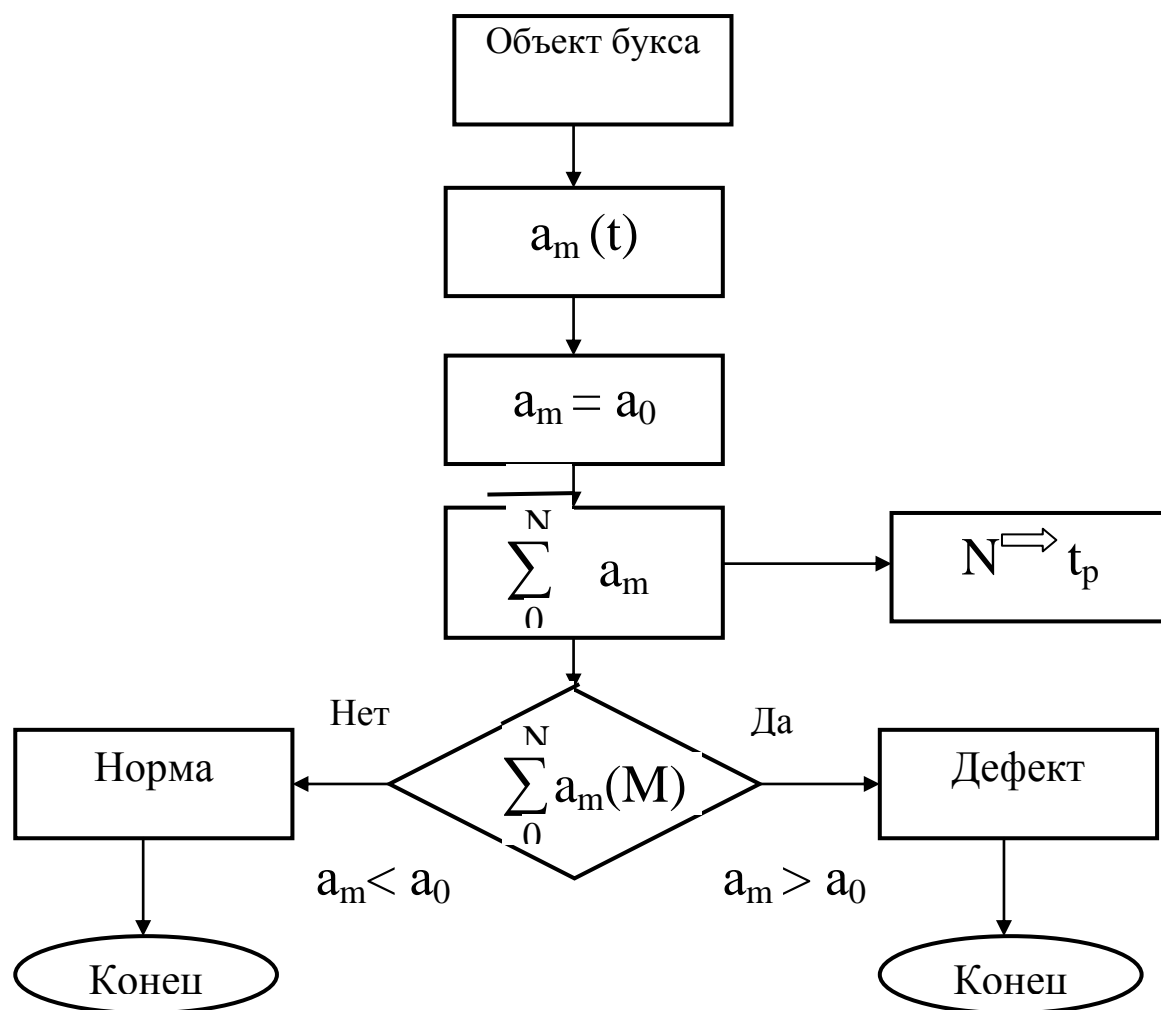 Объект букса
aₘ (t)
aₘ = a₀
N
∑ aₘ
0
N ⇨ tₚ
Нет
Да
Норма
N
∑ aₘ(M)
0
Дефект
aₘ < a₀
aₘ > a₀
Конец
Конец